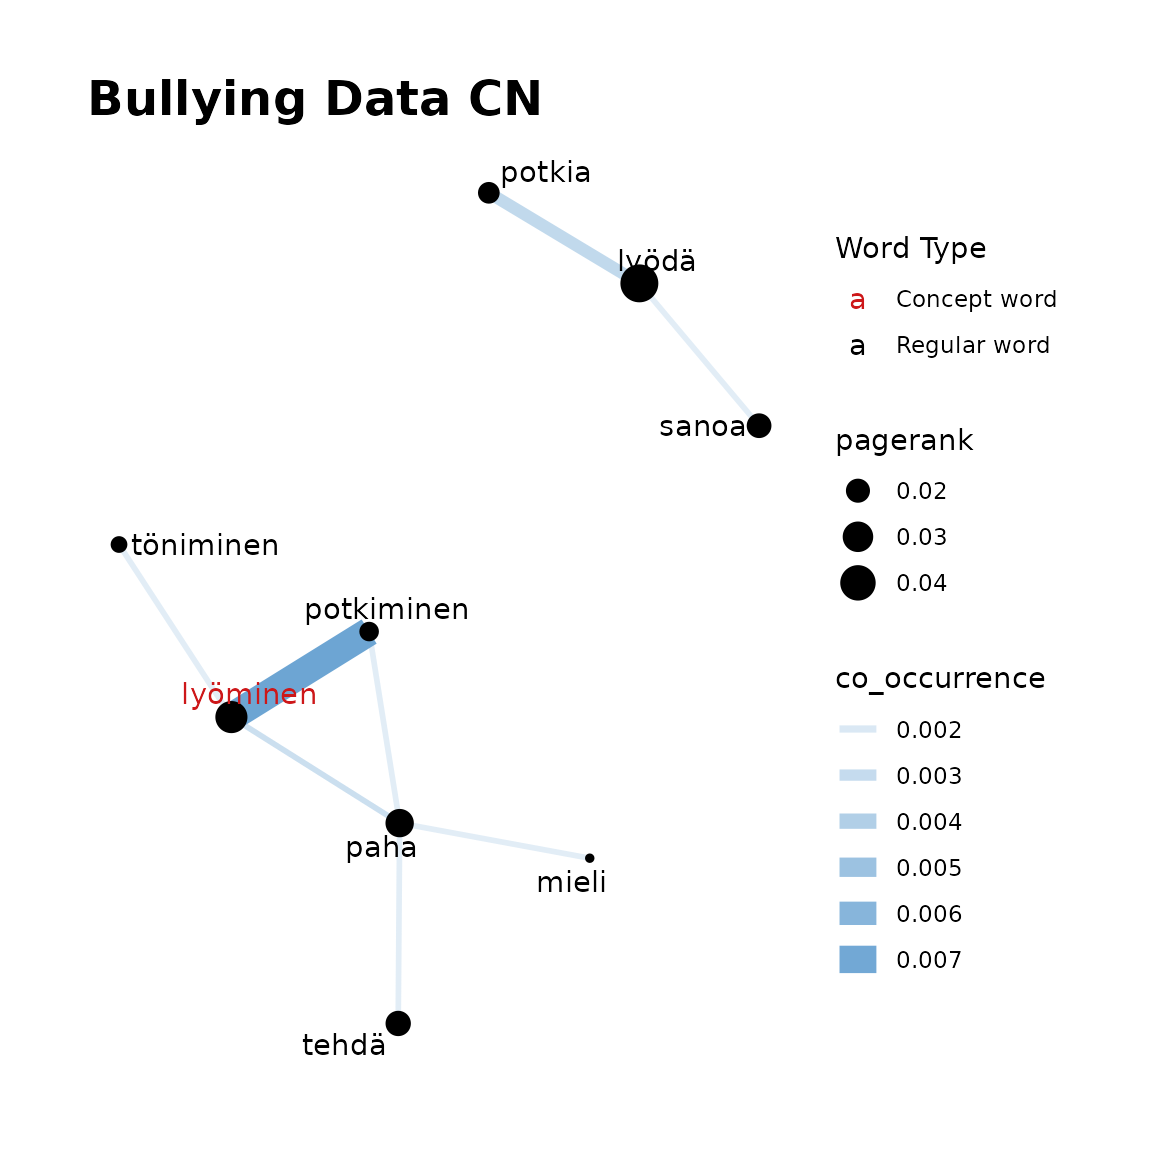 Bullying Data CN
potkia
lyödä
sanoa
töniminen
potkiminen
lyöminen
paha
mieli
tehdä
Word Type
a Concept word
a Regular word
pagerank
0.02
0.03
0.04
co_occurrence
0.002
0.003
0.004
0.005
0.006
0.007